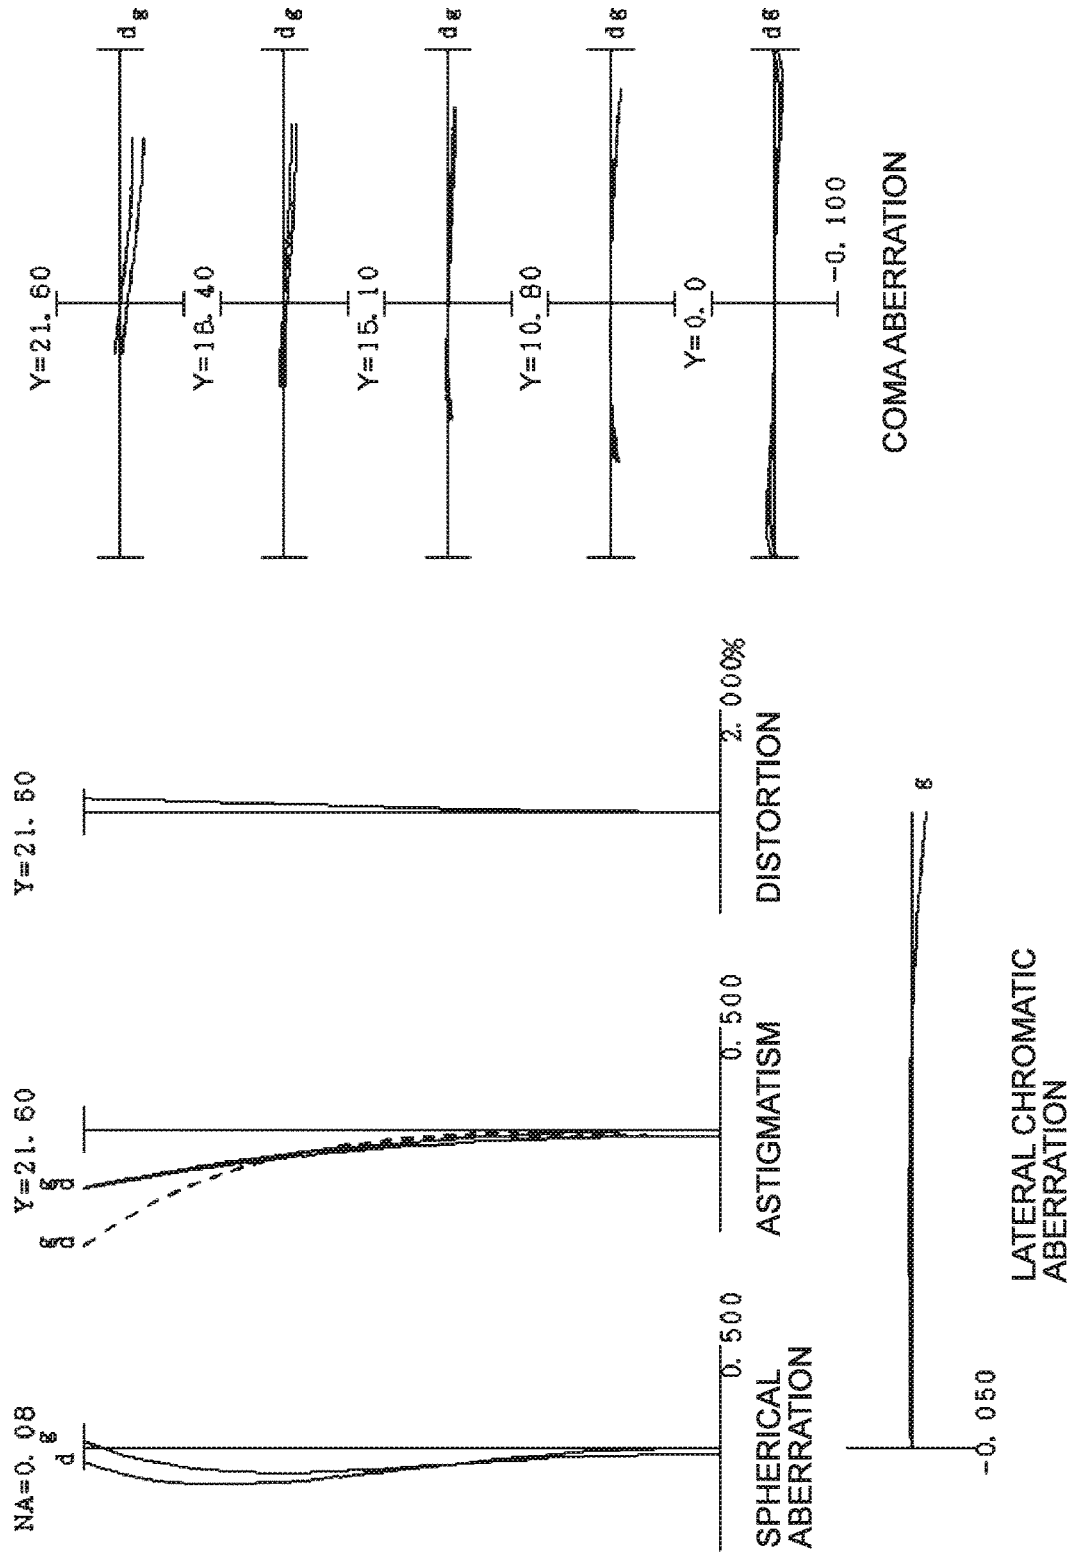 NA=0. 08
g
d
0. 500
SPHERICAL
ABERRATION
Y=21. 60
g
d
g
d
0. 500
ASTIGMATISM
Y=21. 60
2. 000%
DISTORTION
Y=21. 60
d g
Y=18. 40
d g
Y=15. 10
d g
Y=10. 80
d g
Y=0. 0
d g
-0. 100
COMA ABERRATION
g
-0. 050
LATERAL CHROMATIC
ABERRATION